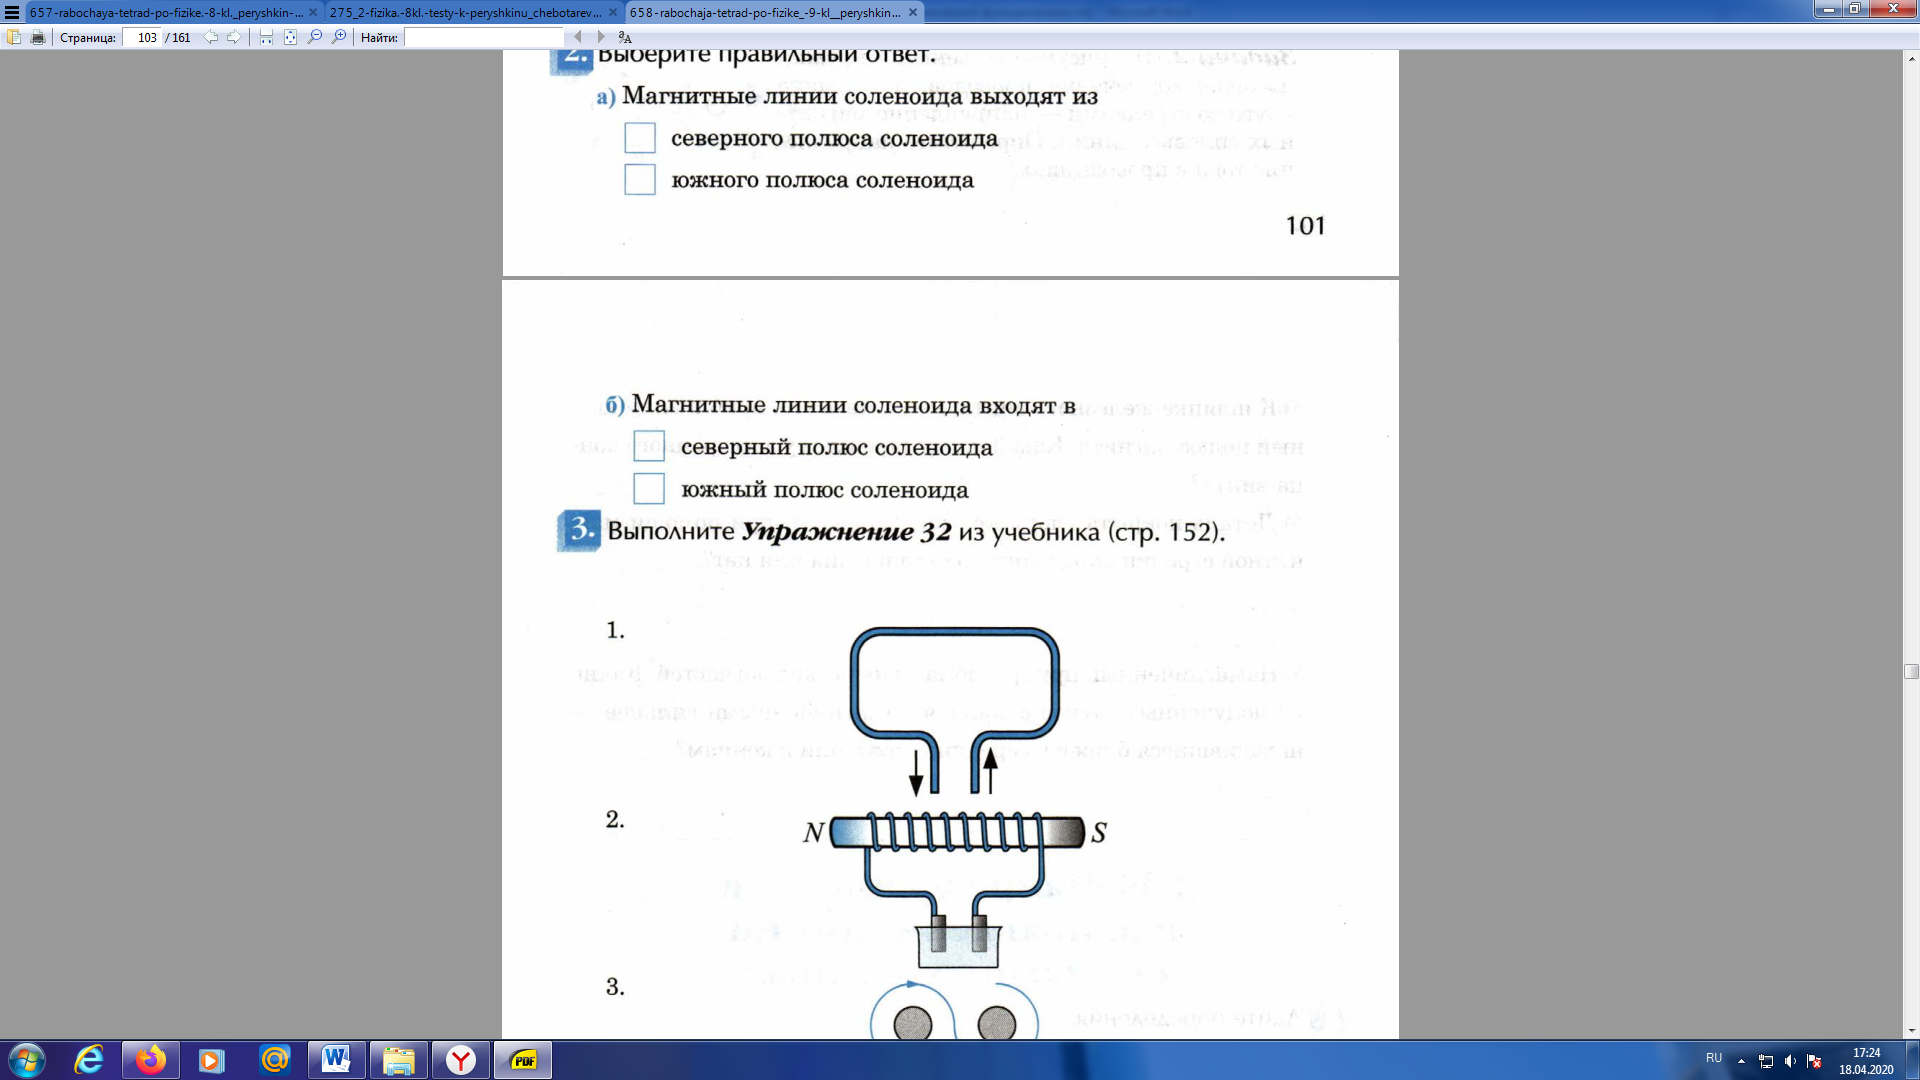 657-rabochaya-tetrad-po-fizike.-8-kl._peryshkin-...
275_2-fizika.-8kl.-testy-k-peryshkinu_chebotarev...
658-rabochaja-tetrad-po-fizike_-9-kl__peryshkin...
Страница: 103 / 161 Найти:
2. Выберите правильный ответ.
а) Магнитные линии соленоида выходят из
северного полюса соленоида
южного полюса соленоида
101
б) Магнитные линии соленоида входят в
северный полюс соленоида
южный полюс соленоида
3. Выполните Упражнение 32 из учебника (стр. 152).
1.
2.
N S
3.
PDF
RU
17:24
18.04.2020